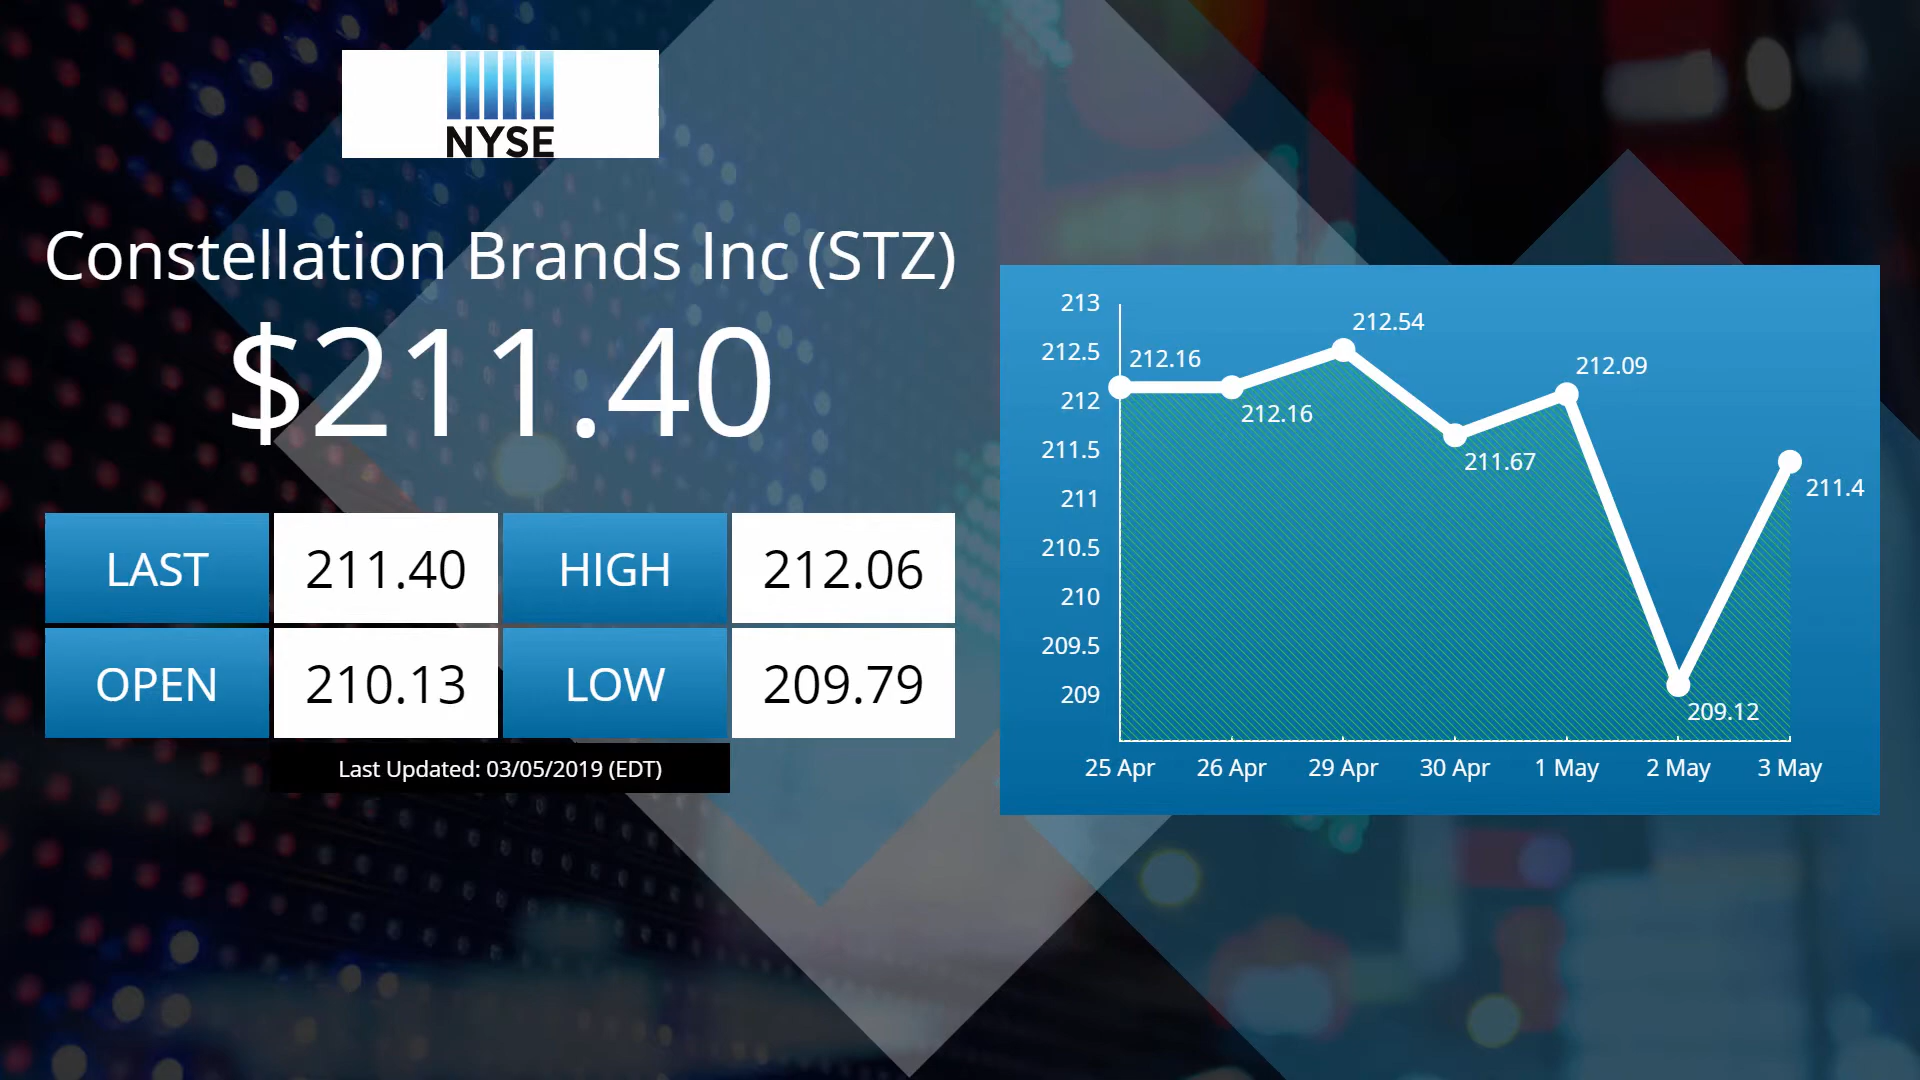 NYSE
Constellation Brands Inc (STZ)
$211.40
LAST 211.40 HIGH 212.06
OPEN 210.13 LOW 209.79
Last Updated: 03/05/2019 (EDT)
213
212.5
212
211.5
211
210.5
210
209.5
209
212.16
212.16
212.54
211.67
212.09
209.12
211.4
25 Apr 26 Apr 29 Apr 30 Apr 1 May 2 May 3 May